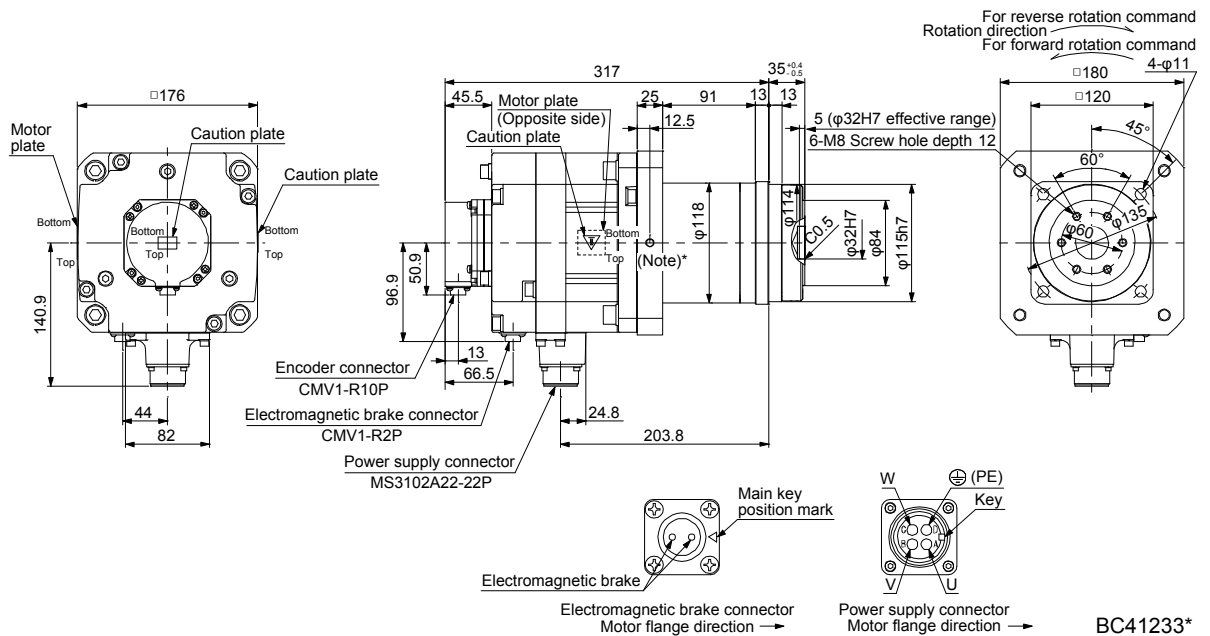 For reverse rotation command
Rotation direction
For forward rotation command
4-φ11
□180
□120
45°
60°
φ135
φ60
□176
Motor
plate
Caution plate
Caution plate
Bottom
Top
Bottom
Top
Bottom
Top
140.9
44
82
317
35 +0.4 -0.5
45.5
Motor plate
(Opposite side)
Caution plate
25
91
13
13
12.5
5 (φ32H7 effective range)
6-M8 Screw hole depth 12
Bottom
Top
(Note)*
φ118
φ114
C0.5
φ32H7
φ84
φ115h7
96.9
50.9
13
66.5
Encoder connector
CMV1-R10P
Electromagnetic brake connector
CMV1-R2P
Power supply connector
MS3102A22-22P
24.8
203.8
Main key
position mark
Electromagnetic brake
Electromagnetic brake connector
Motor flange direction
W
(PE)
Key
C
D
B
A
V
U
Power supply connector
Motor flange direction
BC41233*